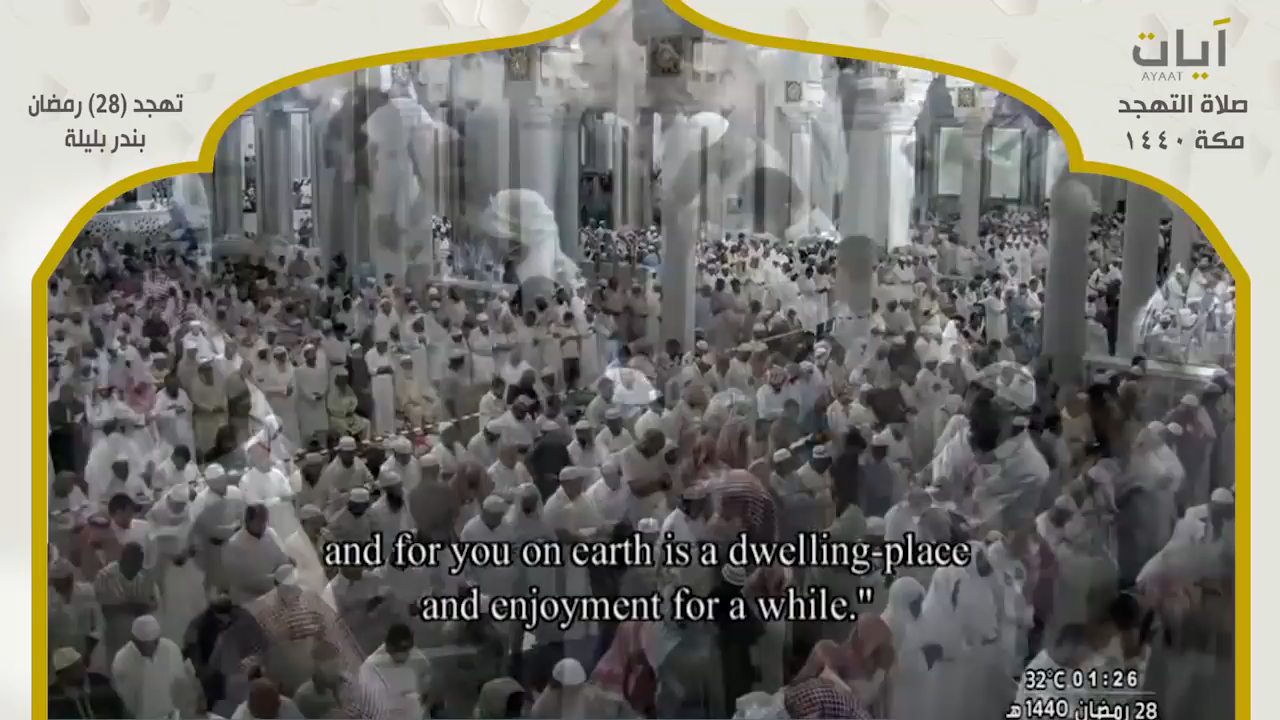 آيات
AYAAT
صلاة التهجد
مكة ١٤٤٠
تهجد (28) رمضان
بندر بليلة
and for you on earth is a dwelling-place
and enjoyment for a while."
32°C 01:26
28 رمضان 1440هـ